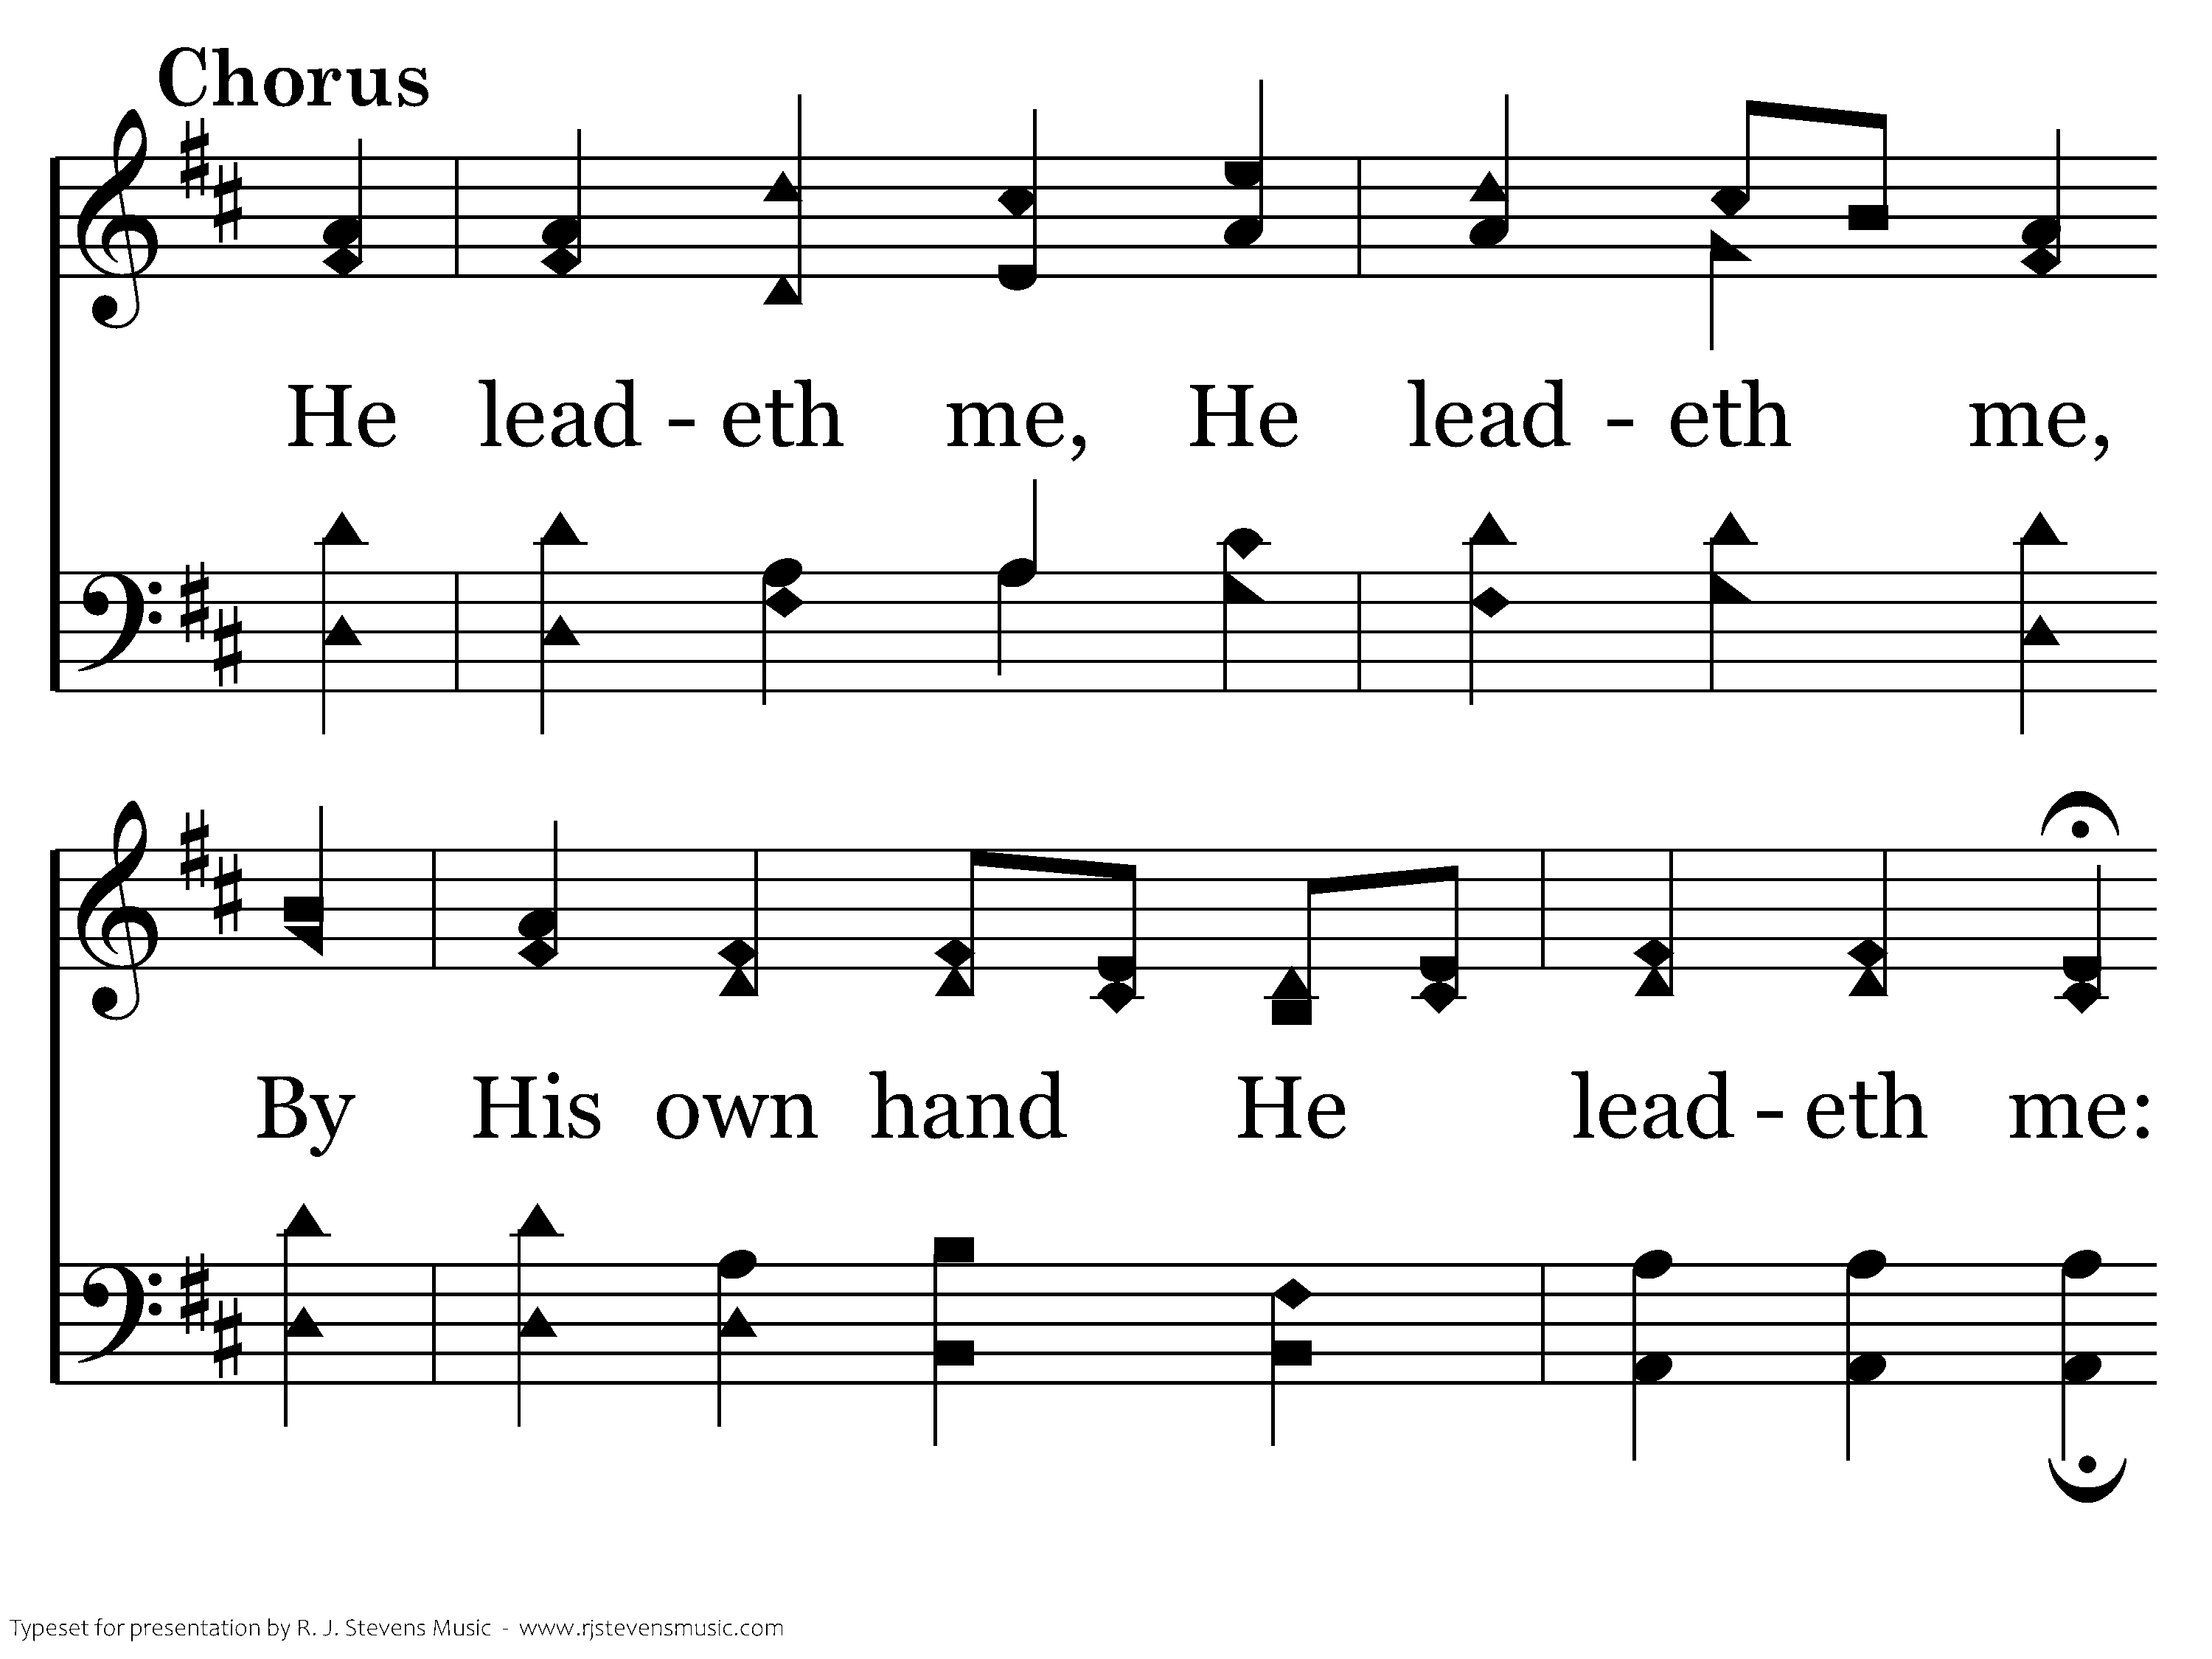 Chorus
He lead - eth me, He lead - eth me,
By His own hand He lead - eth me:
Typeset for presentation by R. J. Stevens Music - www.rjstevensmusic.com